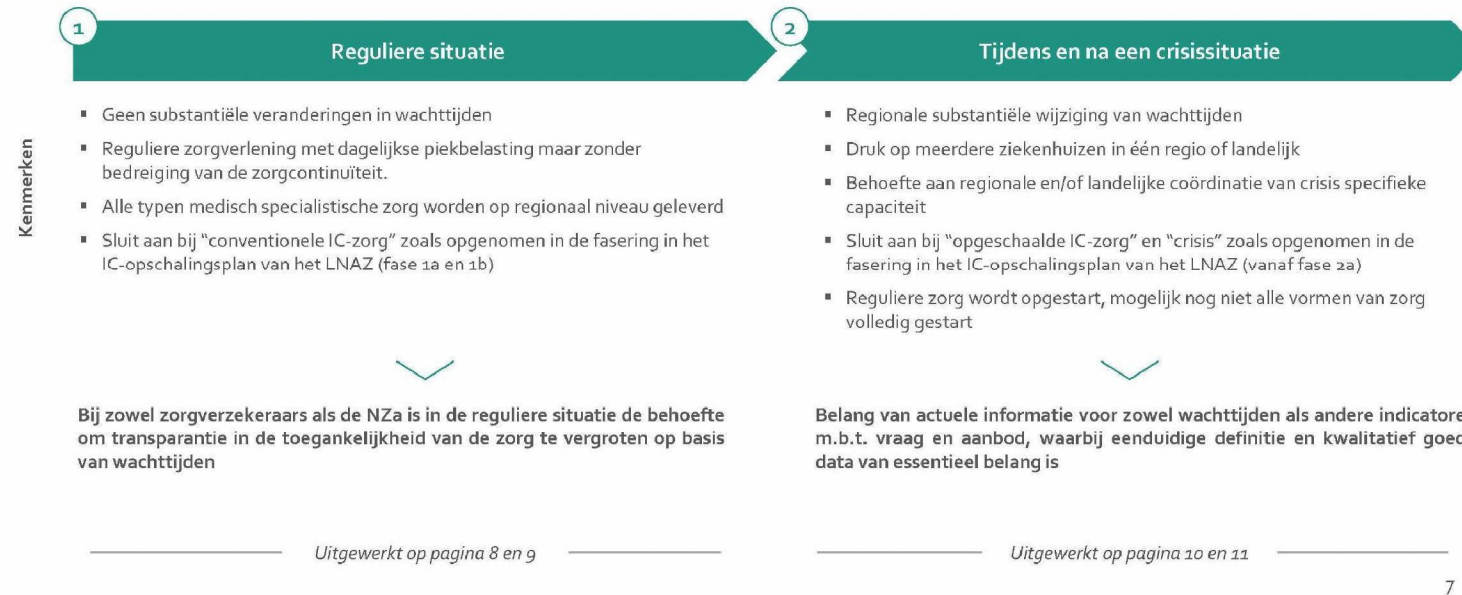 1
Reguliere situatie
2
Tijdens en na een crisissituatie
Kenmerken
▪ Geen substantiële veranderingen in wachttijden
▪ Reguliere zorgverlening met dagelijkse piekbelasting maar zonder
bedreiging van de zorgcontinuïteit.
▪ Alle typen medisch specialistische zorg worden op regionaal niveau geleverd
▪ Sluit aan bij “conventionele IC-zorg” zoals opgenomen in de fasering in het
IC-opschalingsplan van het LNAZ (fase 1a en 1b)
Bij zowel zorgverzekeraars als de NZa is in de reguliere situatie de behoefte
om transparantie in de toegankelijkheid van de zorg te vergroten op basis
van wachttijden
Uitgewerkt op pagina 8 en 9
▪ Regionale substantiële wijziging van wachttijden
▪ Druk op meerdere ziekenhuizen in één regio of landelijk
▪ Behoefte aan regionale en/of landelijke coördinatie van crisis specifieke
capaciteit
▪ Sluit aan bij “opgeschaalde IC-zorg” en “crisis” zoals opgenomen in de
fasering in het IC-opschalingsplan van het LNAZ (vanaf fase 2a)
▪ Reguliere zorg wordt opgestart, mogelijk nog niet alle vormen van zorg
volledig gestart
Belang van actuele informatie voor zowel wachttijden als andere indicatore
m.b.t. vraag en aanbod, waarbij eenduidige definitie en kwalitatief goed
data van essentieel belang is
Uitgewerkt op pagina 10 en 11
7